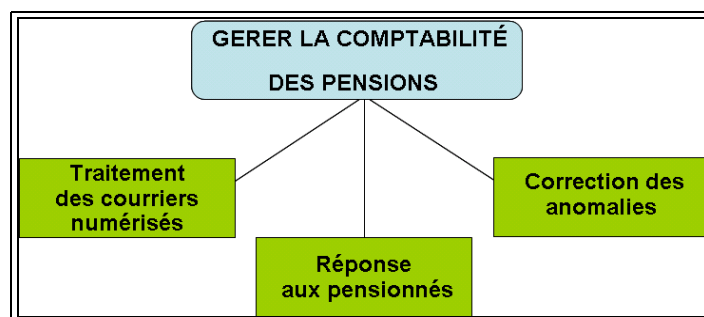 GERER LA COMPTABILITÉ
DES PENSIONS
Traitement
des courriers
numérisés
Réponse
aux pensionnés
Correction des
anomalies